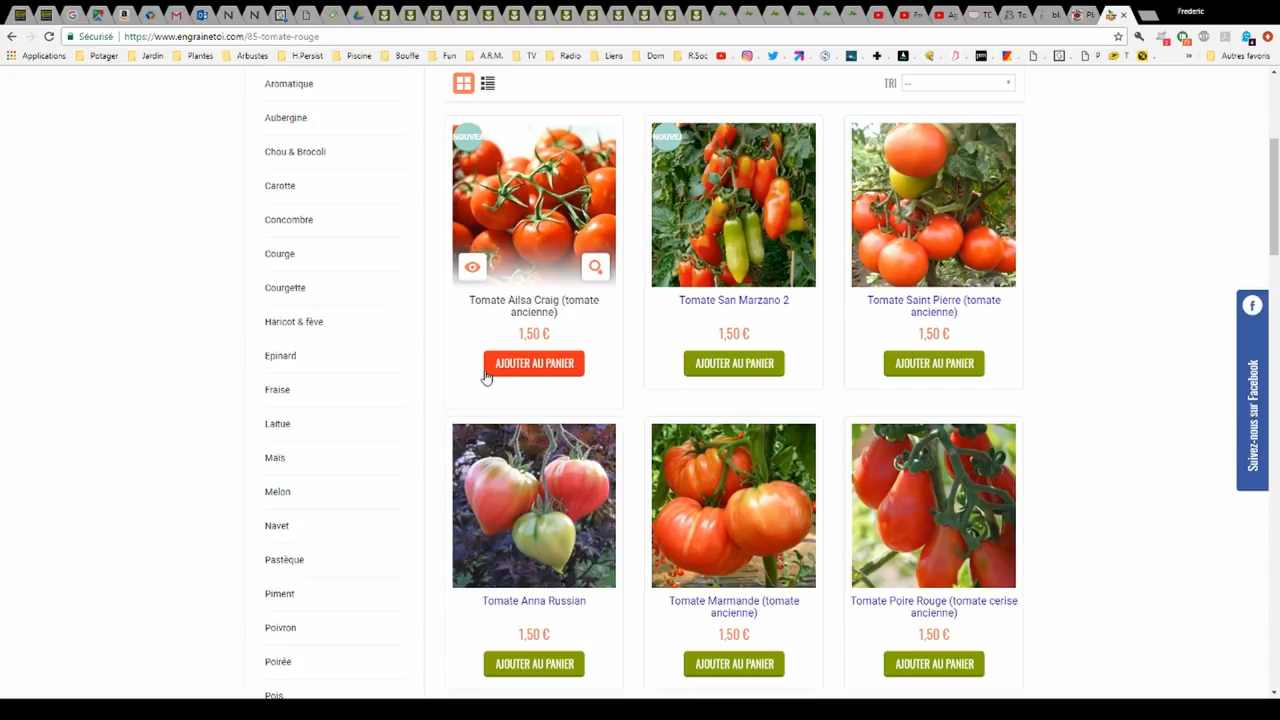 Frederic
Sécurisé https://www.engrainetoi.com/85-tomate-rouge
Applications Potager Jardin Plantes Arbustes H.Persist Piscine Bouffe Fun A.R.M. TV Radio Liens Dom R.Soc Autres favoris
TRI --
Aromatique
Aubergine
Chou & Brocoli
Carotte
Concombre
Courge
Courgette
Haricot & fève
Epinard
Fraise
Laitue
Maïs
Melon
Navet
Pastèque
Piment
Poivron
Poirée
Pois
Tomate Ailsa Craig (tomate
ancienne)
1,50 €
AJOUTER AU PANIER
Tomate San Marzano 2
1,50 €
AJOUTER AU PANIER
Tomate Saint Pierre (tomate
ancienne)
1,50 €
AJOUTER AU PANIER
Tomate Anna Russian
1,50 €
AJOUTER AU PANIER
Tomate Marmande (tomate
ancienne)
1,50 €
AJOUTER AU PANIER
Tomate Poire Rouge (tomate cerise
ancienne)
1,50 €
AJOUTER AU PANIER
Suivez-nous sur Facebook